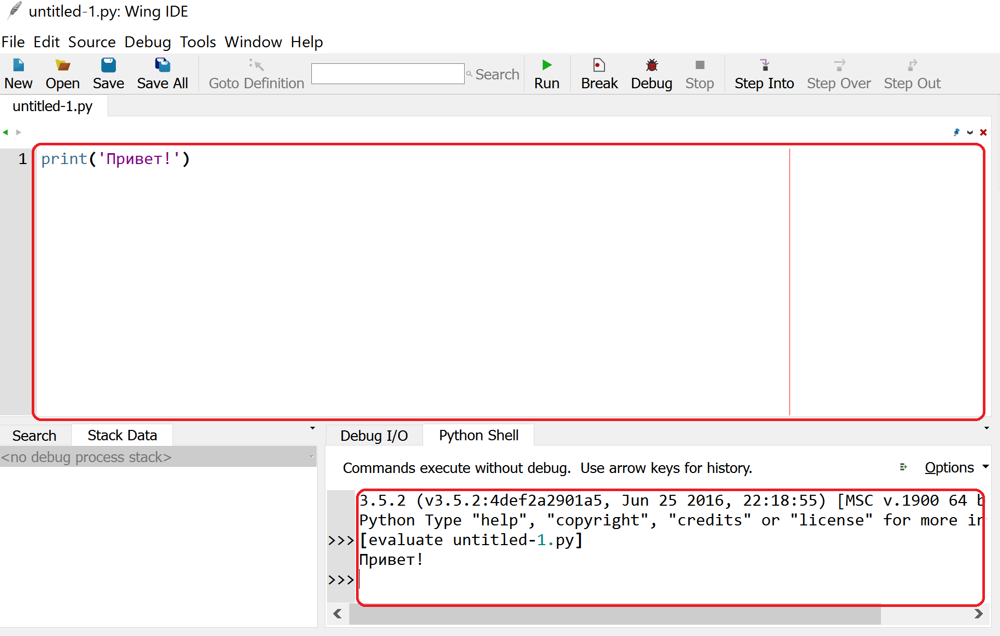 untitled-1.py: Wing IDE
File Edit Source Debug Tools Window Help
New Open Save Save All Goto Definition Search Run Break Debug Stop Step Into Step Over Step Out
untitled-1.py
1 print('Привет!')
Search Stack Data
<no debug process stack>
Debug I/O Python Shell
Commands execute without debug.  Use arrow keys for history. Options
3.5.2 (v3.5.2:4def2a2901a5, Jun 25 2016, 22:18:55) [MSC v.1900 64 b
Python Type "help", "copyright", "credits" or "license" for more in
>>> [evaluate untitled-1.py]
Привет!
>>>